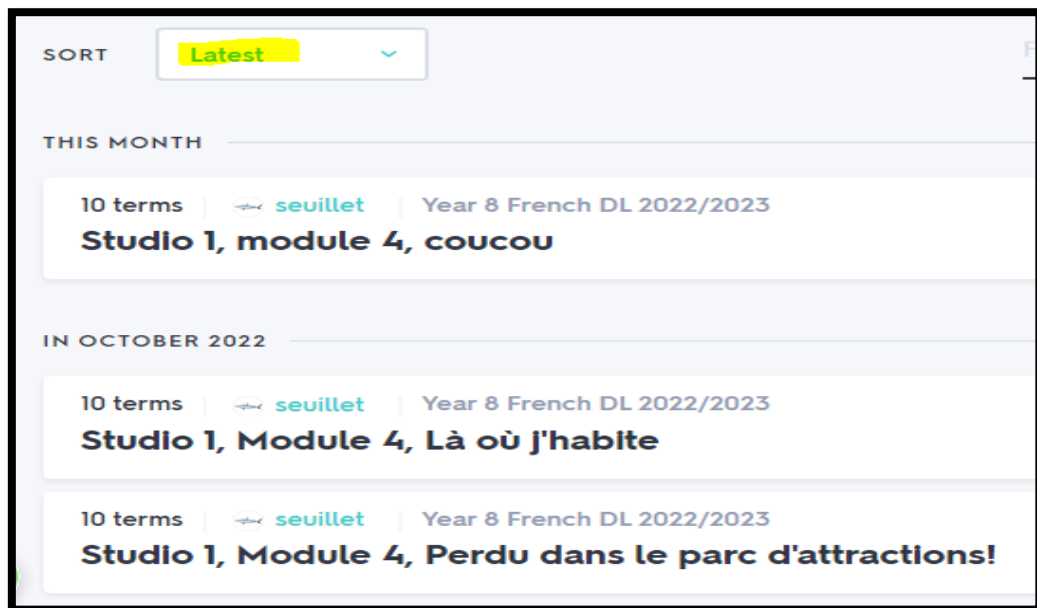 SORT Latest
THIS MONTH
10 terms seuillet Year 8 French DL 2022/2023
Studio 1, module 4, coucou
IN OCTOBER 2022
10 terms seuillet Year 8 French DL 2022/2023
Studio 1, Module 4, Là où j'habite
10 terms seuillet Year 8 French DL 2022/2023
Studio 1, Module 4, Perdu dans le parc d'attractions!